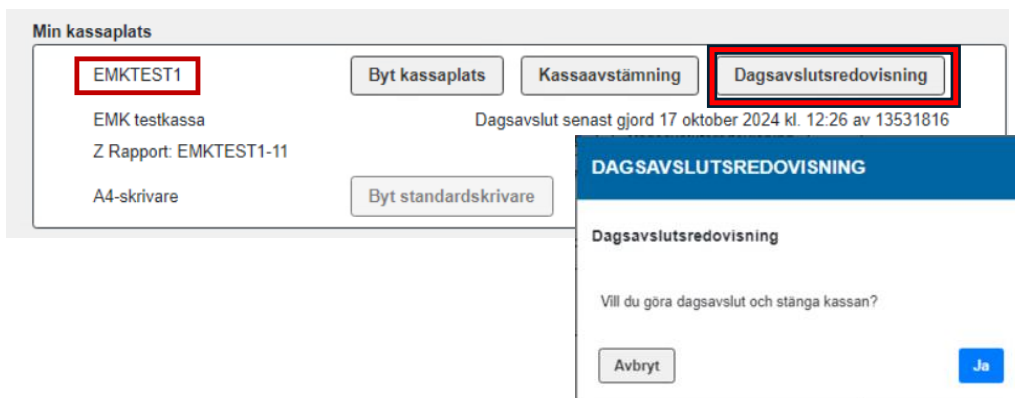 Min kassaplats
EMKTEST1 Byt kassaplats Kassaavstämning Dagsavslutsredovisning
EMK testkassa Dagsavslut senast gjord 17 oktober 2024 kl. 12:26 av 13531816
Z Rapport: EMKTEST1-11
A4-skrivare Byt standardskrivare
DAGSAVSLUTSREDOVISNING
Dagsavslutsredovisning
Vill du göra dagsavslut och stänga kassan?
Avbryt Ja